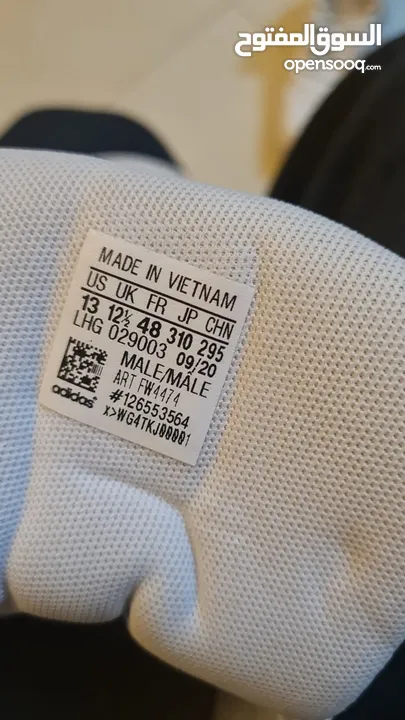 السوق المفتوح
opensooq.com
MADE IN VIETNAM
US UK FR JP CHN
13 12½ 48 310 295
LHG 029003 09/20
MALE/MÂLE
ART FW4474
#126553564
X>WG4TKJ00001
adidas